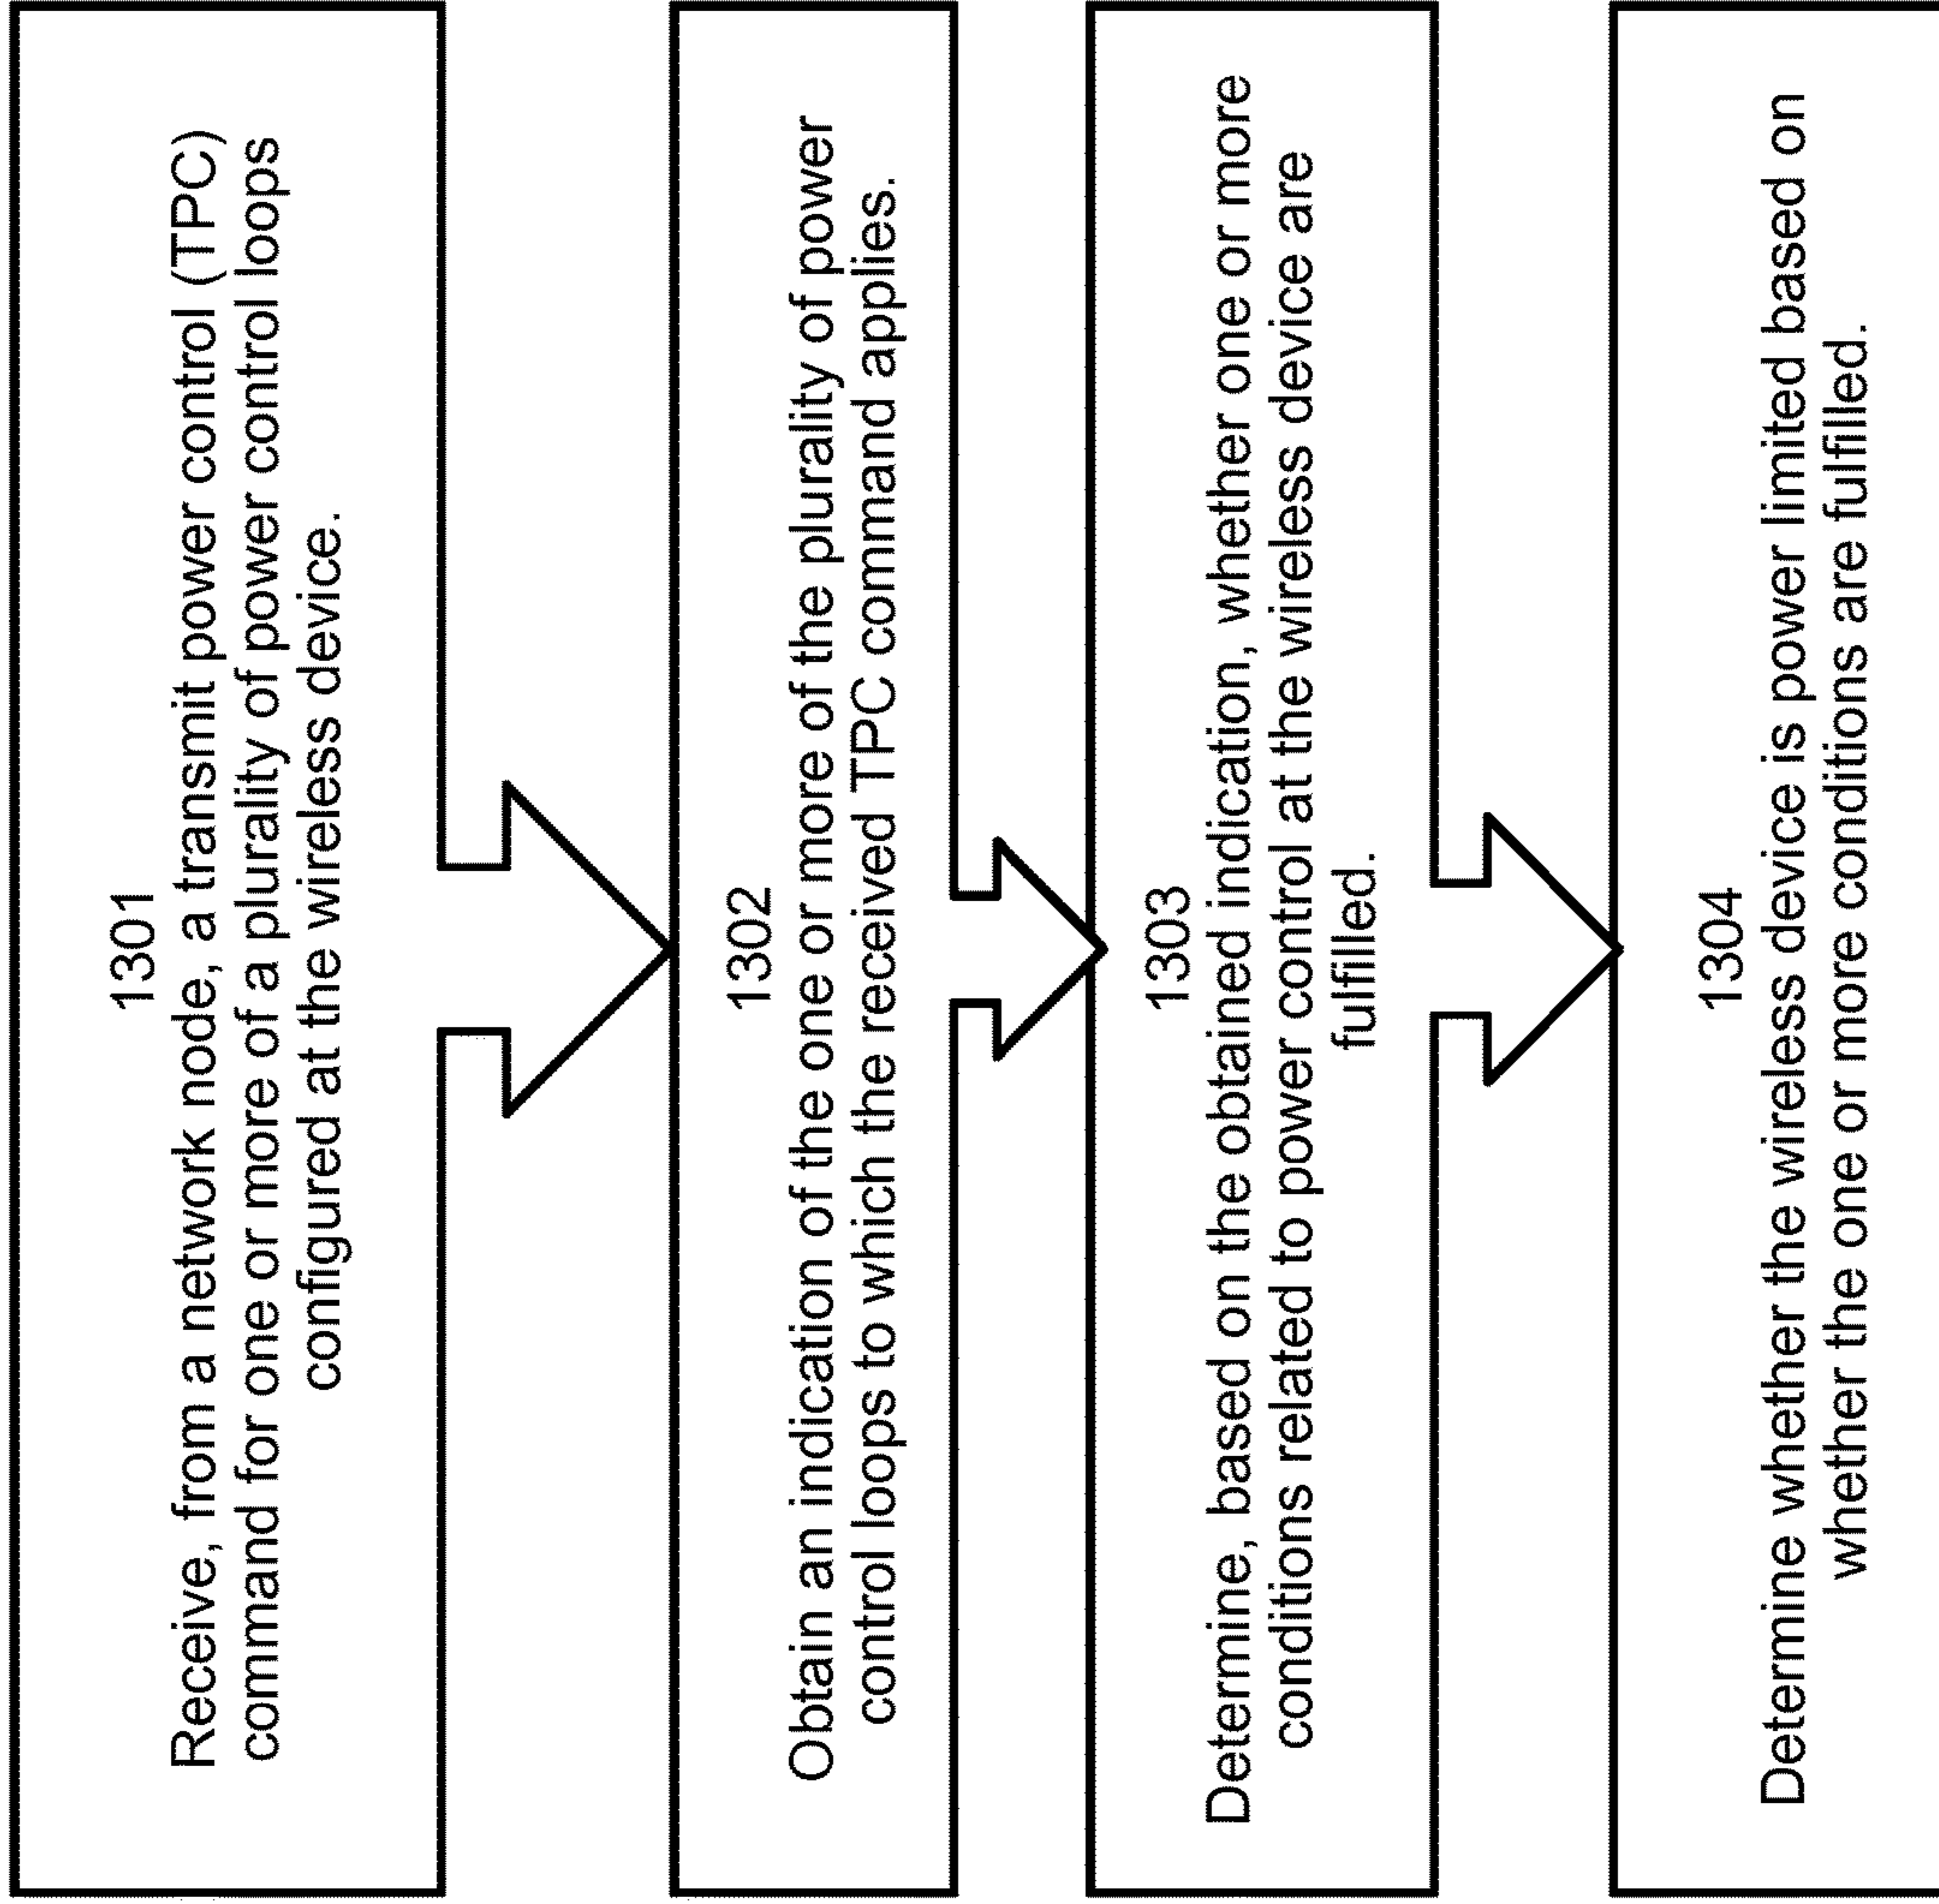 1301
Receive, from a network node, a transmit power control (TPC)
command for one or more of a plurality of power control loops
configured at the wireless device.
1302
Obtain an indication of the one or more of the plurality of power
control loops to which the received TPC command applies.
1303
Determine, based on the obtained indication, whether one or more
conditions related to power control at the wireless device are
fulfilled.
1304
Determine whether the wireless device is power limited based on
whether the one or more conditions are fulfilled.